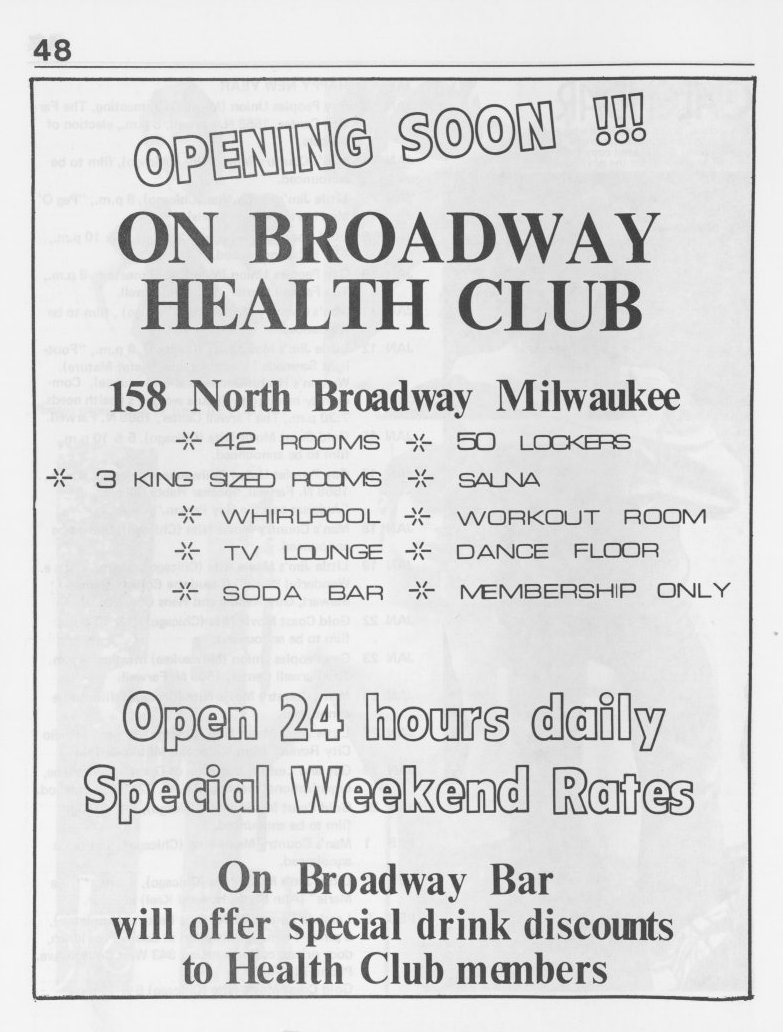 48
OPENING SOON !!!
ON BROADWAY
HEALTH CLUB
158 North Broadway Milwaukee
42 ROOMS
50 LOCKERS
3 KING SIZED ROOMS
SAUNA
WHIRLPOOL
WORKOUT ROOM
TV LOUNGE
DANCE FLOOR
SODA BAR
MEMBERSHIP ONLY
Open 24 hours daily
Special Weekend Rates
On Broadway Bar
will offer special drink discounts
to Health Club members